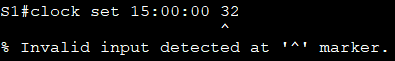 S1#clock set 15:00:00 32
^
% Invalid input detected at '^' marker.